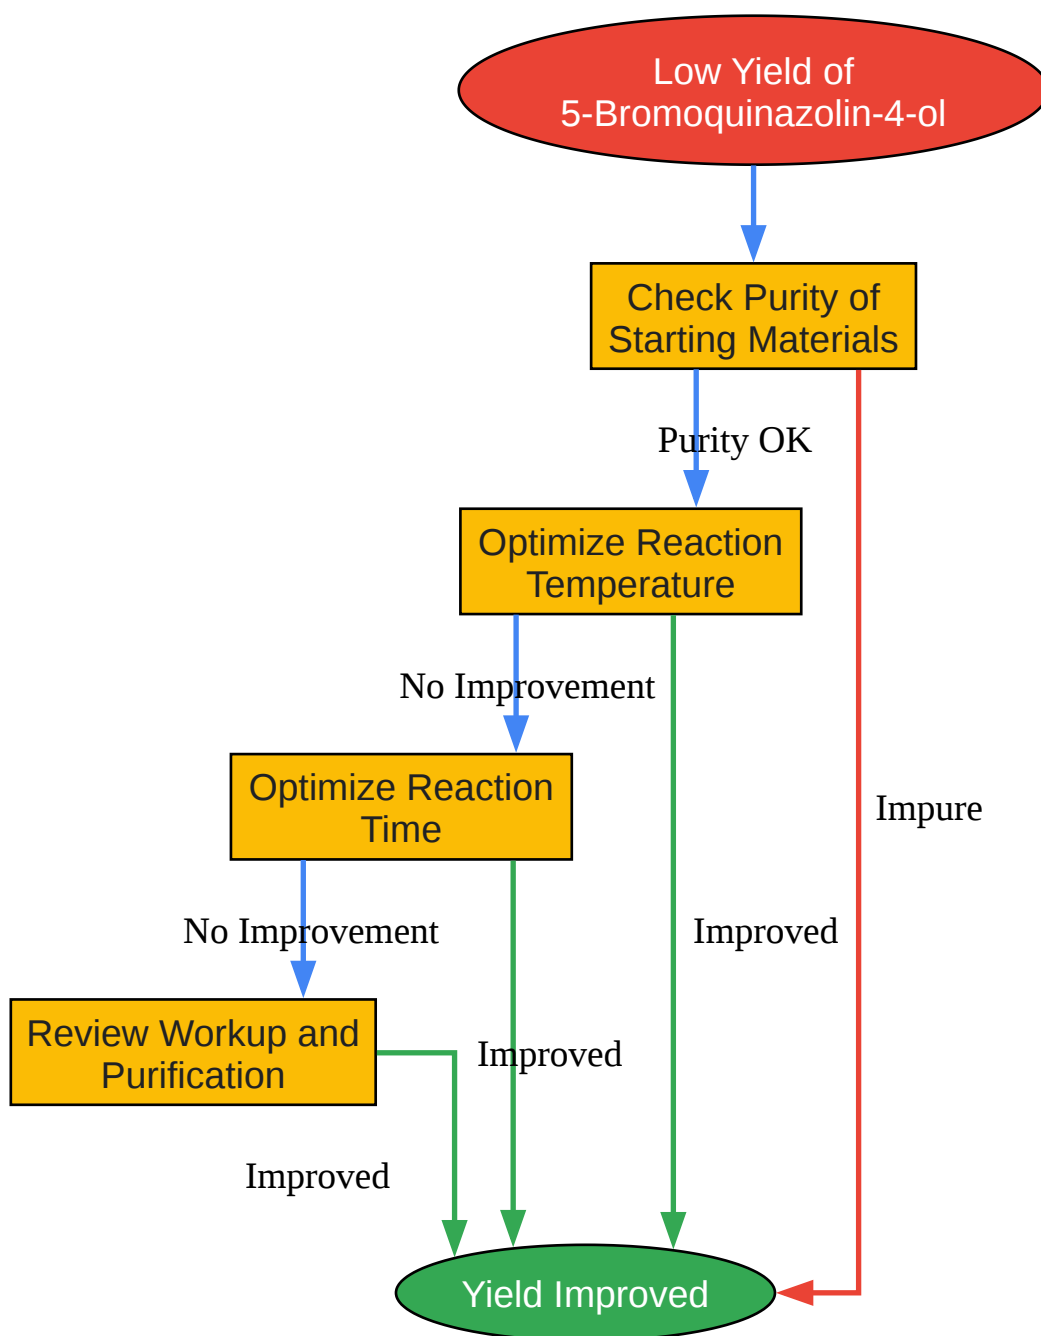 Low Yield of
5-Bromoquinazolin-4-ol
Check Purity of
Starting Materials
Purity OK
Optimize Reaction
Temperature
No Improvement
Optimize Reaction
Time
Impure
No Improvement
Improved
Review Workup and
Purification
Improved
Improved
Yield Improved